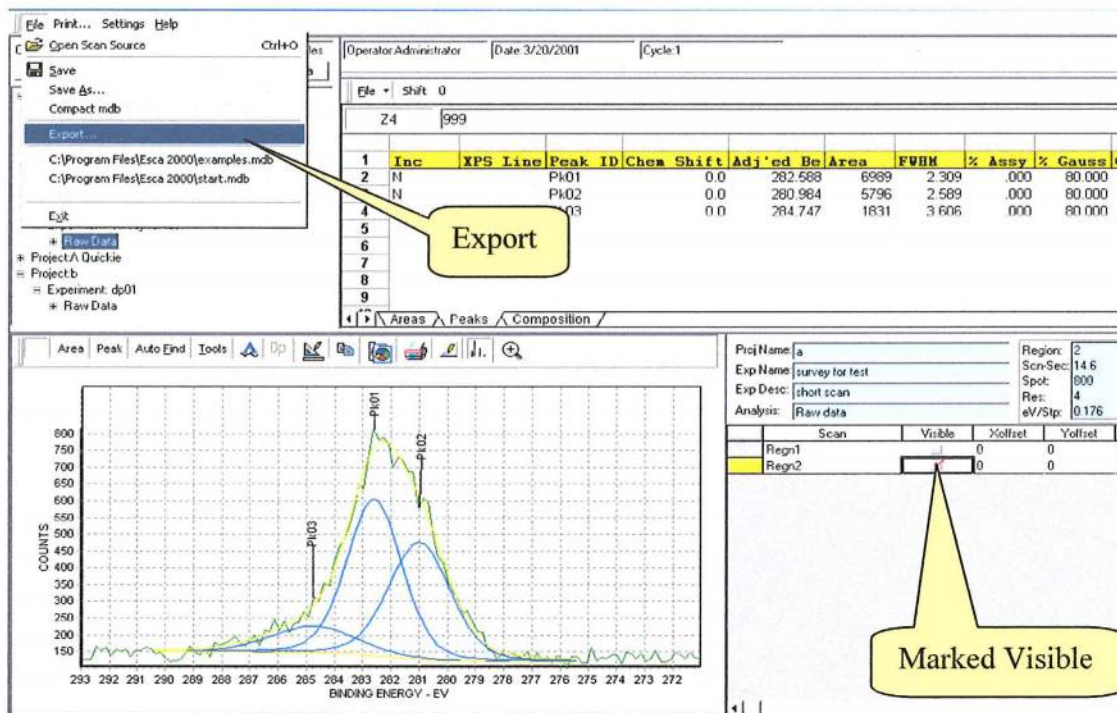 File Print... Settings Help
Open Scan Source Ctrl+O
Save
Save As...
Compact mdb
Export...
C:\Program Files\Esca 2000\examples.mdb
C:\Program Files\Esca 2000\start.mdb
Exit
Raw Data
Project:A Quickie
Project:b
Experiment: dp01
Raw Data
Operator:Administrator Date:3/20/2001 Cycle:1
File Shift 0
Z4 999
1 Inc XPS Line Peak ID Chem Shift Adj'ed Be Area FWHM % Assy % Gauss
2 N Pk01 0.0 282.588 6989 2.309 .000 80.000
3 N Pk02 0.0 280.984 5796 2.589 .000 80.000
4 0.0 284.747 1831 3.606 .000 80.000
5
6
7
8
9
Areas Peaks Composition
Export
Area Peak Auto Find Tools Dp
Pk01
Pk02
Pk03
COUNTS
800
750
700
650
600
550
500
450
400
350
300
250
200
150
293 292 291 290 289 288 287 286 285 284 283 282 281 280 279 278 277 276 275 274 273 272
BINDING ENERGY - EV
Proj Name: a
Exp Name: survey for test
Exp Desc: short scan
Analysis: Raw data
Region: 2
Scn-Sec: 14.6
Spot: 800
Res: 4
eV/Stp: 0.176
Scan Visible Xoffset Yoffset
Regn1 0 0
Regn2 0 0
Marked Visible